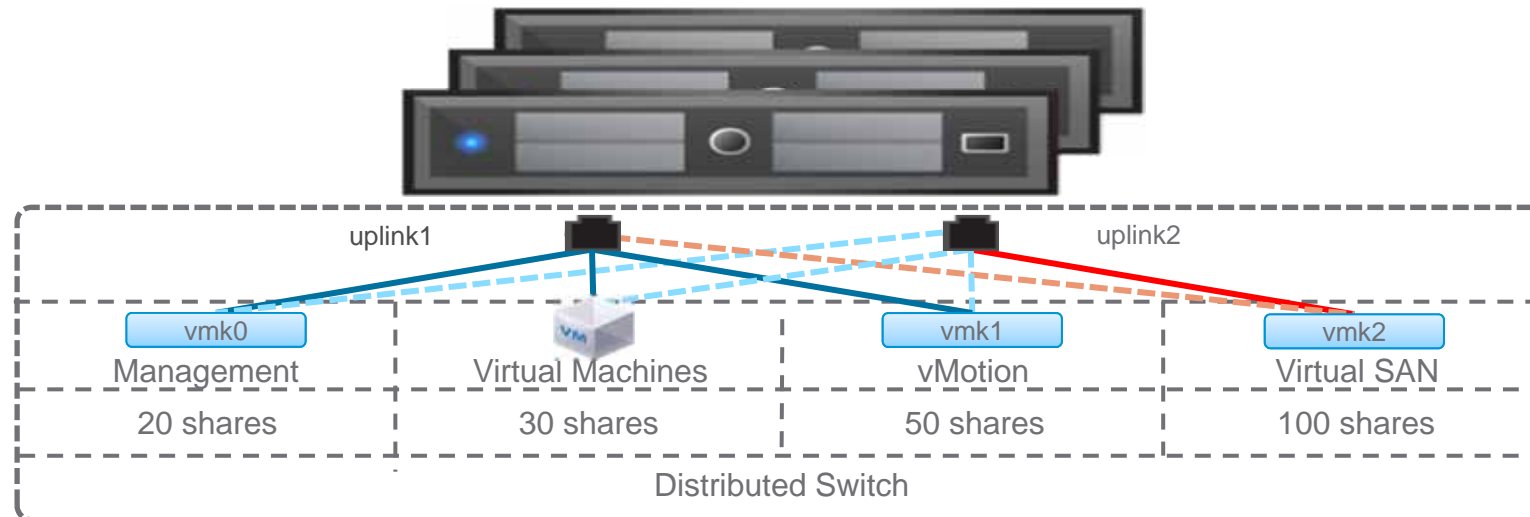 uplink1 uplink2
vmk0 VM vmk1 vmk2
Management Virtual Machines vMotion Virtual SAN
20 shares 30 shares 50 shares 100 shares
Distributed Switch